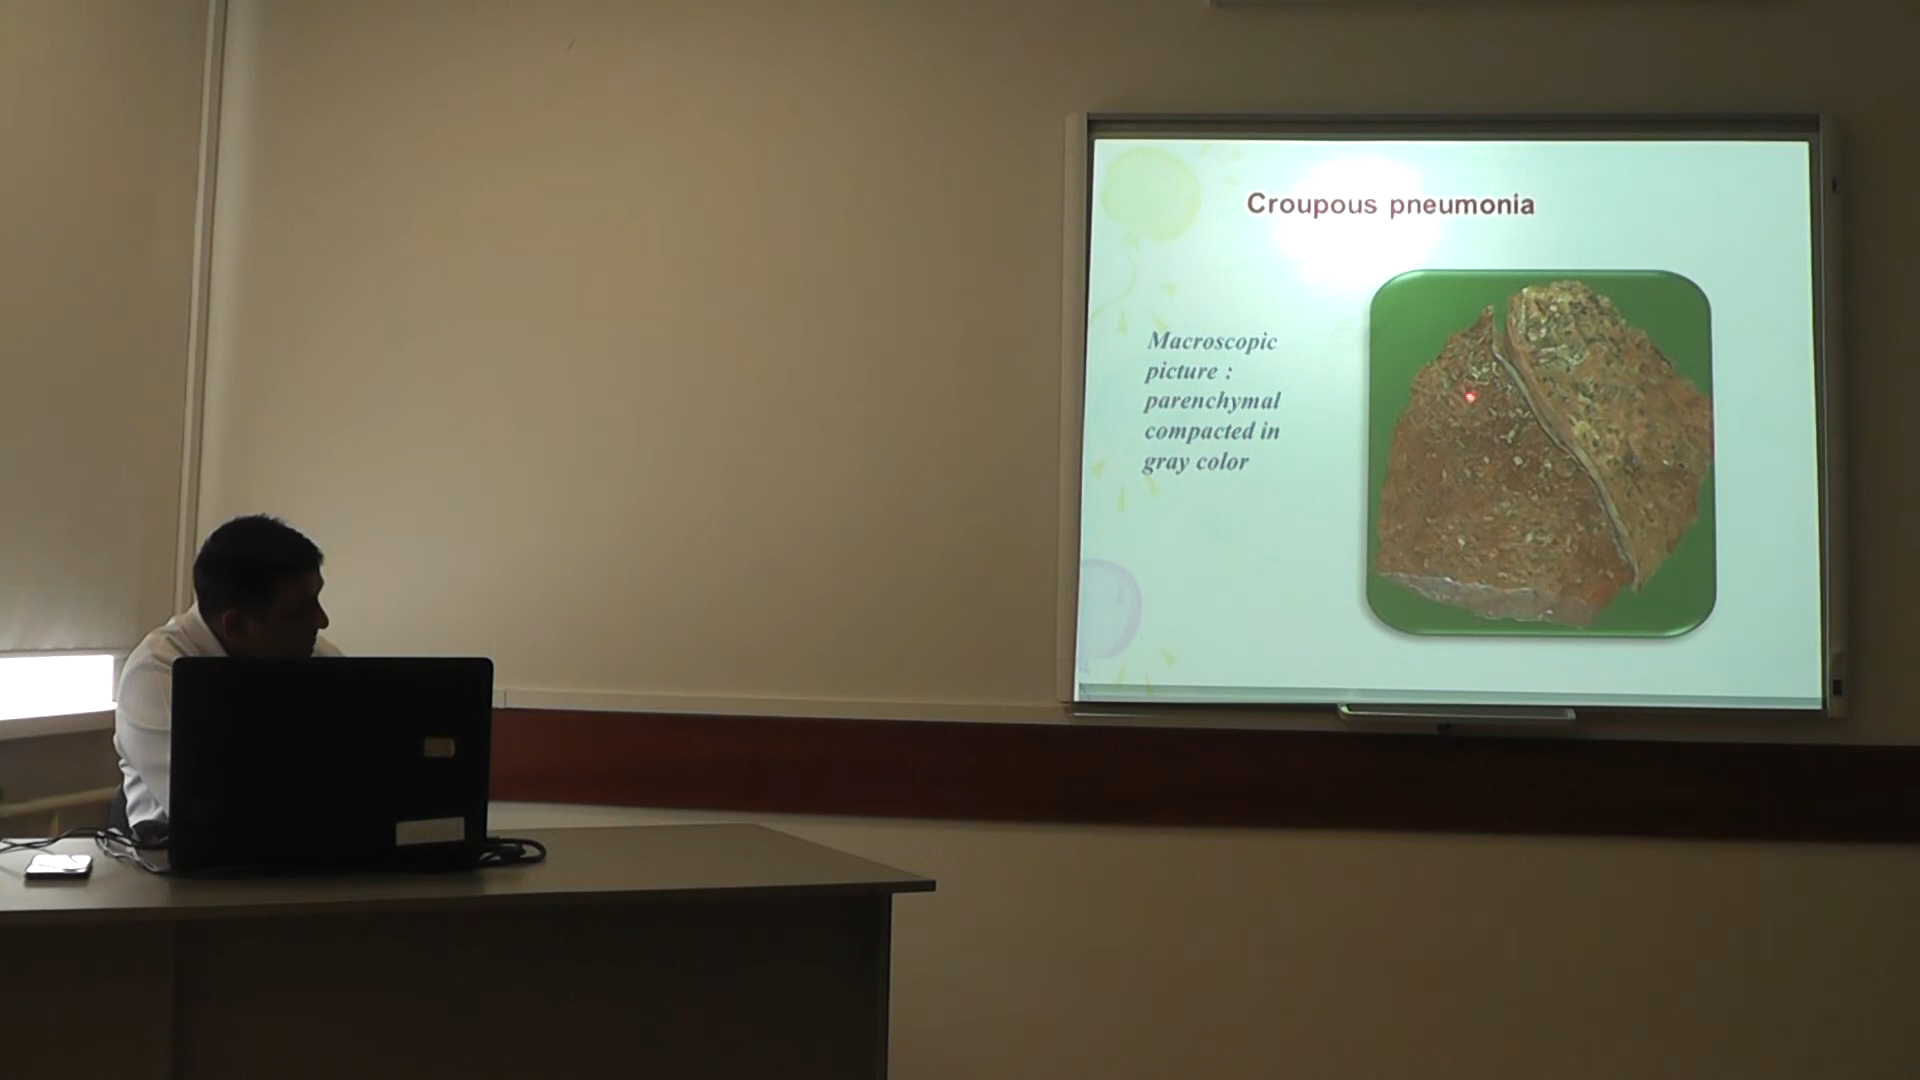 Croupous pneumonia
Macroscopic
picture :
parenchymal
compacted in
gray color